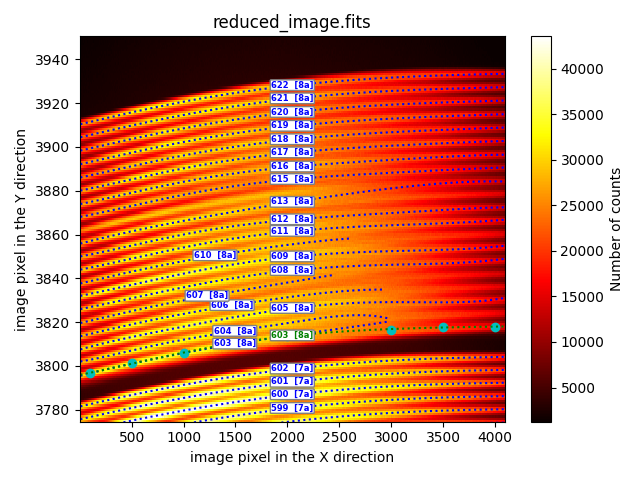 reduced_image.fits
image pixel in the Y direction
3940
3920
3900
3880
3860
3840
3820
3800
3780
622 [8a]
621 [8a]
620 [8a]
619 [8a]
618 [8a]
617 [8a]
616 [8a]
615 [8a]
613 [8a]
612 [8a]
611 [8a]
610 [8a]
609 [8a]
608 [8a]
607 [8a]
606 [8a]
605 [8a]
604 [8a]
603 [8a]
603 [8a]
602 [7a]
601 [7a]
600 [7a]
599 [7a]
500 1000 1500 2000 2500 3000 3500 4000
image pixel in the X direction
40000
35000
30000
25000
20000
15000
10000
5000
Number of counts